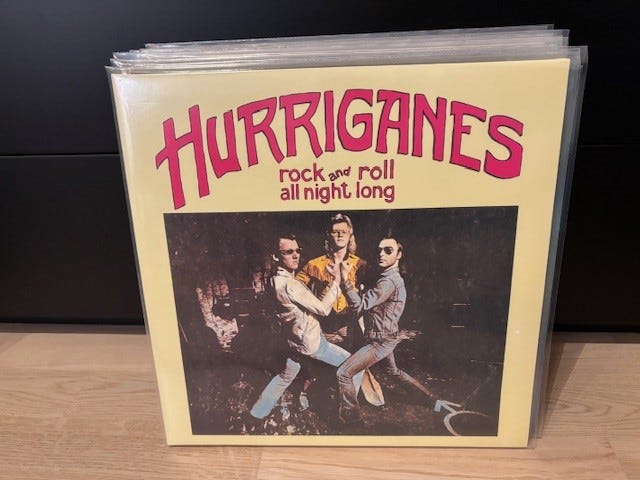 HURRIGANES
rock and roll
all night long